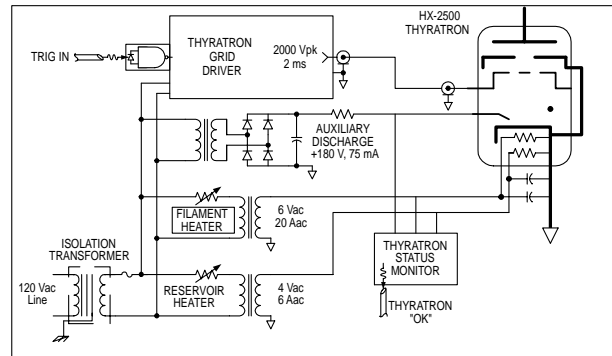 HX-2500
THYRATRON
TRIG IN
THYRATRON
GRID
DRIVER
2000 Vpk
2 ms
AUXILIARY
DISCHARGE
+180 V, 75 mA
FILAMENT
HEATER
6 Vac
20 Aac
ISOLATION
TRANSFORMER
120 Vac
Line
RESERVOIR
HEATER
4 Vac
6 Aac
THYRATRON
STATUS
MONITOR
THYRATRON
"OK"